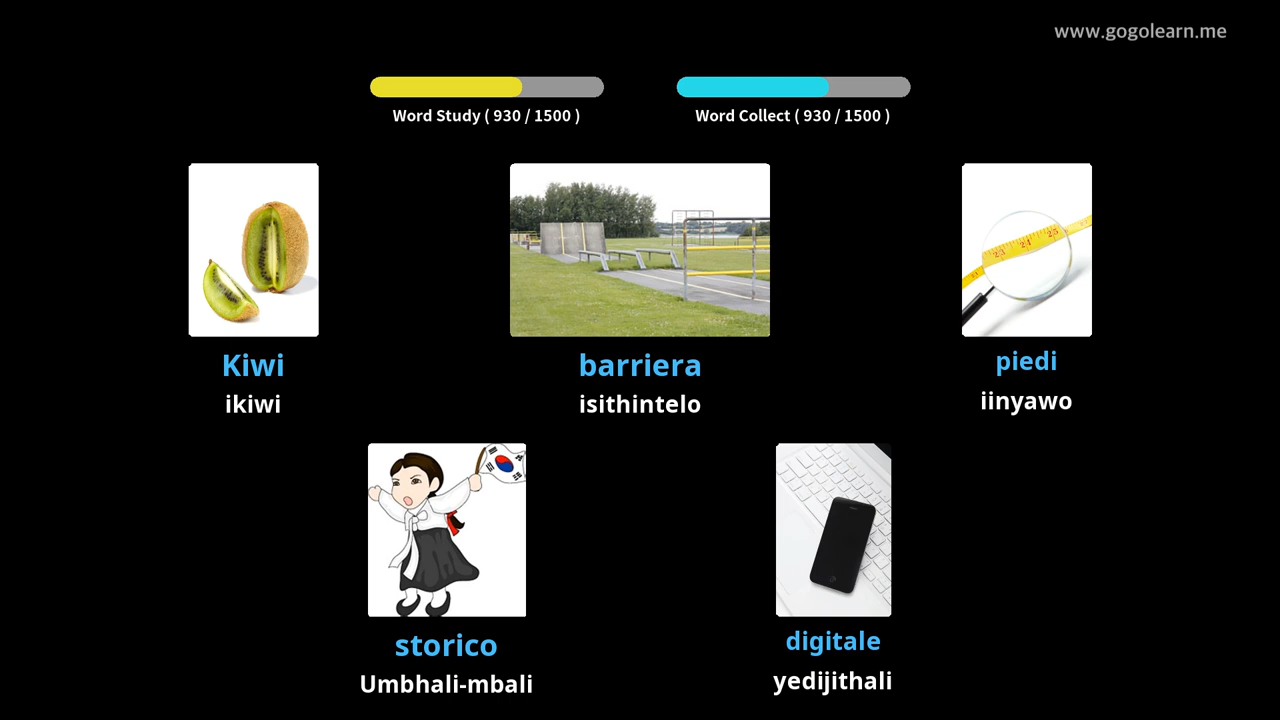 www.gogolearn.me
Word Study ( 930 / 1500 )
Word Collect ( 930 / 1500 )
Kiwi
ikiwi
barriera
isithintelo
piedi
iinyawo
storico
Umbhali-mbali
digitale
yedijithali